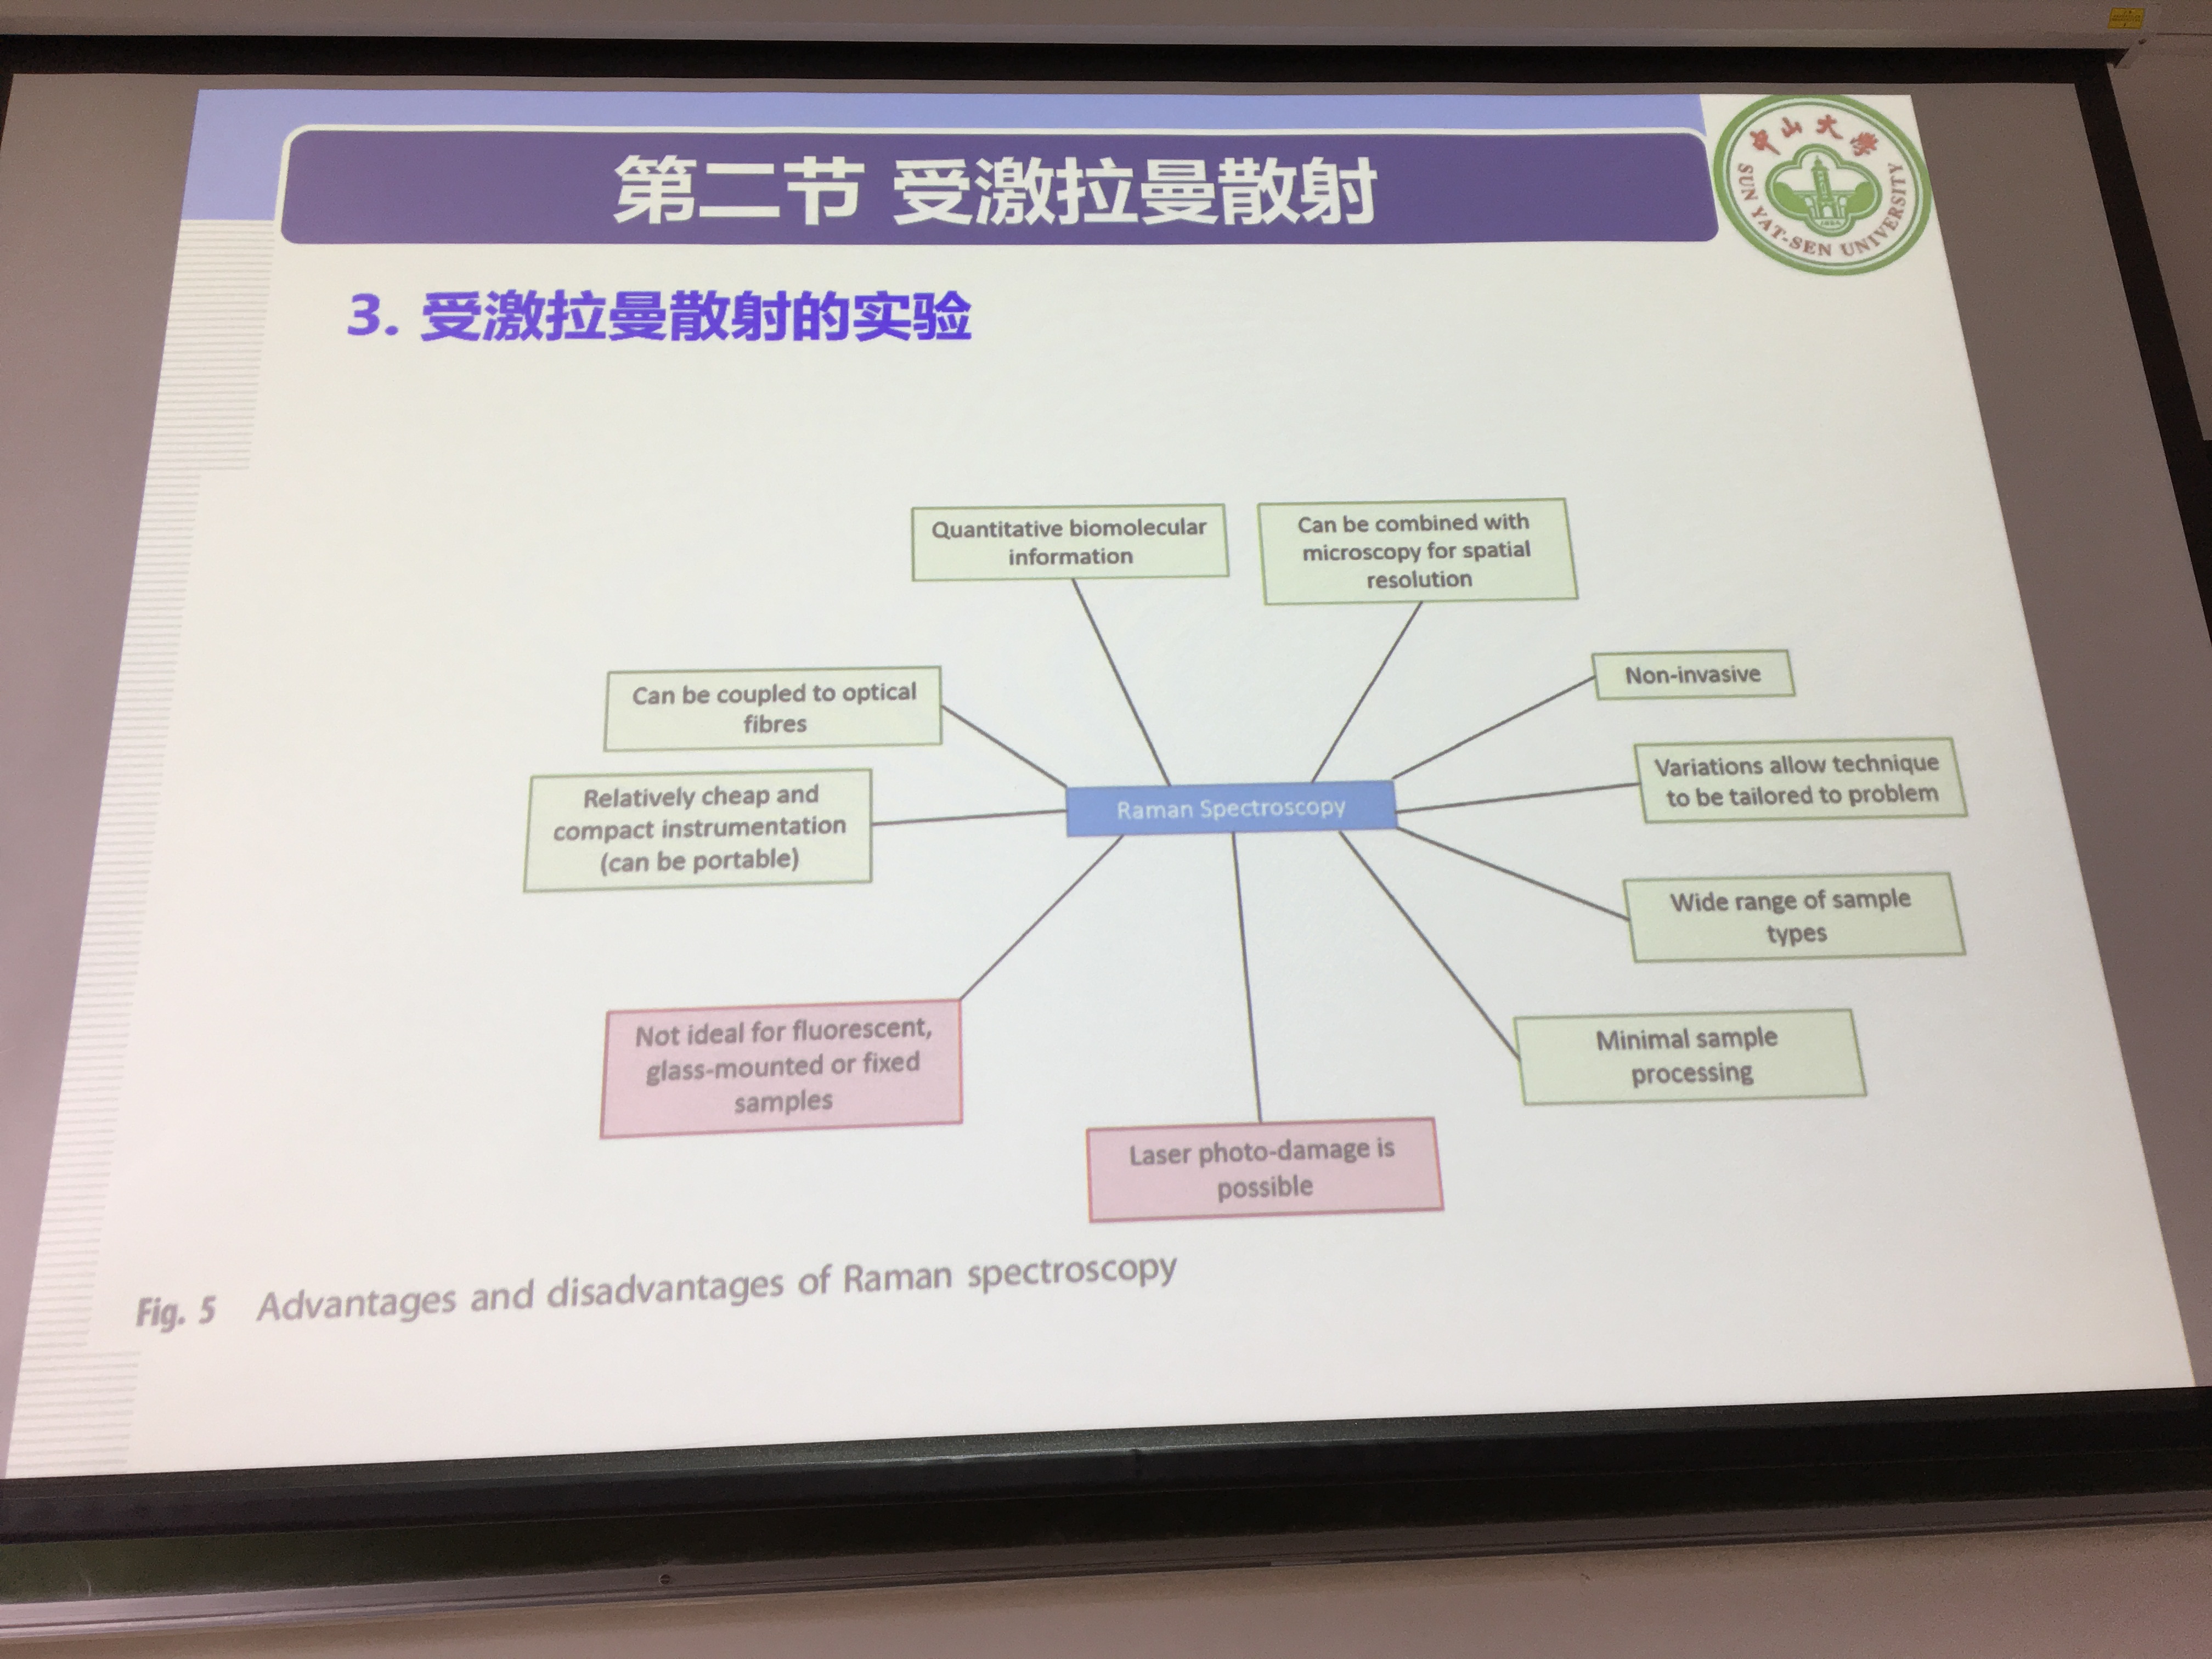 第二节 受激拉曼散射
中山大学
SUN YAT-SEN UNIVERSITY
3. 受激拉曼散射的实验
Quantitative biomolecular
information
Can be combined with
microscopy for spatial
resolution
Can be coupled to optical
fibres
Non-invasive
Relatively cheap and
compact instrumentation
(can be portable)
Raman Spectroscopy
Variations allow technique
to be tailored to problem
Wide range of sample
types
Not ideal for fluorescent,
glass-mounted or fixed
samples
Minimal sample
processing
Laser photo-damage is
possible
Fig. 5 Advantages and disadvantages of Raman spectroscopy